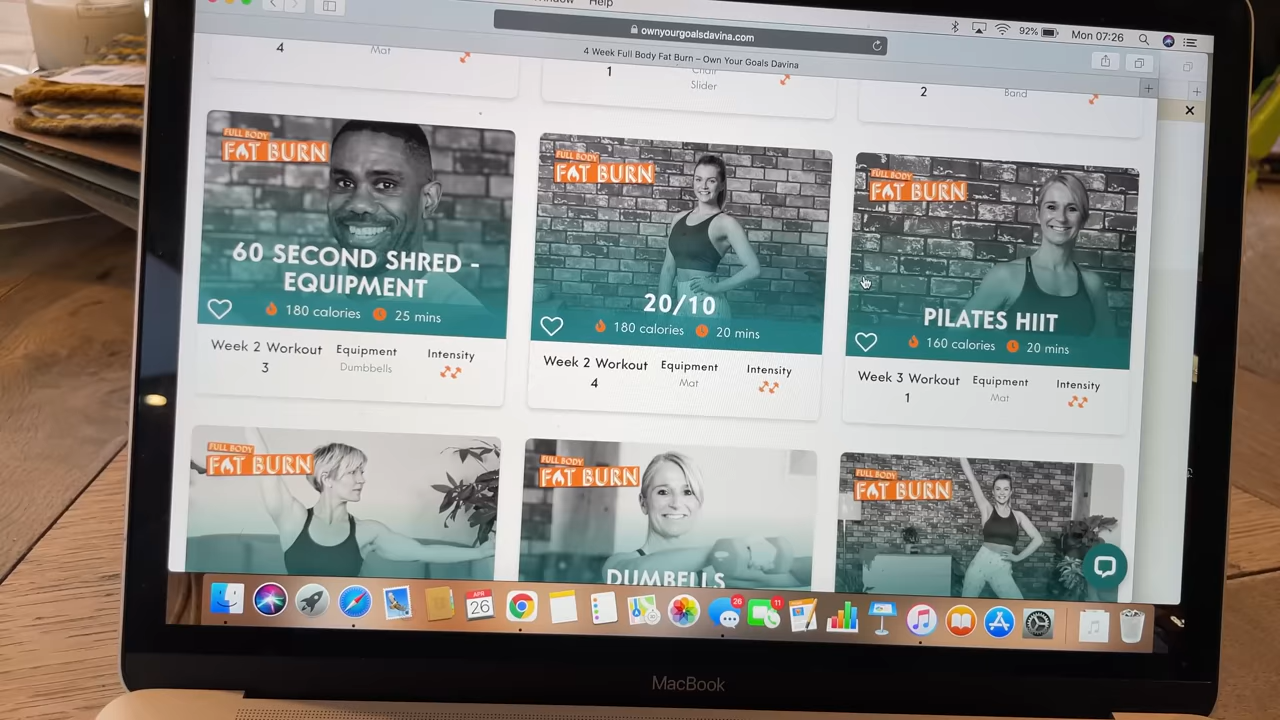 Window Help
92% Mon 07:26
ownyourgoalsdavina.com
4 Week Full Body Fat Burn – Own Your Goals Davina
4 Mat
1 Chair
Slider
2 Band
FULL BODY
FAT BURN
60 SECOND SHRED -
EQUIPMENT
180 calories 25 mins
Week 2 Workout
3
Equipment
Dumbbells
Intensity
FULL BODY
FAT BURN
20/10
180 calories 20 mins
Week 2 Workout
4
Equipment
Mat
Intensity
FULL BODY
FAT BURN
PILATES HIIT
160 calories 20 mins
Week 3 Workout
1
Equipment
Mat
Intensity
FULL BODY
FAT BURN
FULL BODY
FAT BURN
DUMBELLS
FULL BODY
FAT BURN
APR
26
26
11
MacBook